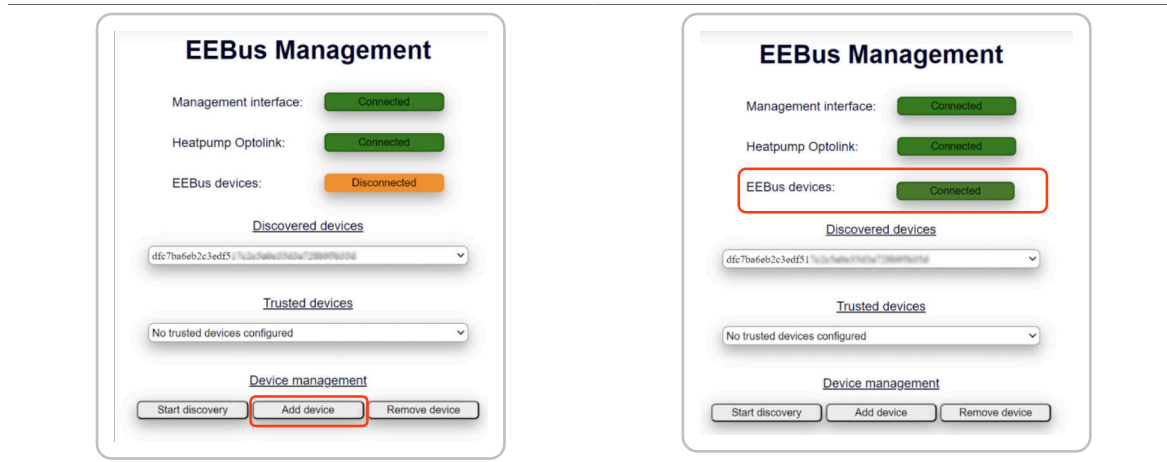 EEBus Management
Management interface: Connected
Heatpump Optolink: Connected
EEBus devices: Disconnected
Discovered devices
dfc7ba6eb2c3edf5
Trusted devices
No trusted devices configured
Device management
Start discovery Add device Remove device
EEBus Management
Management interface: Connected
Heatpump Optolink: Connected
EEBus devices: Connected
Discovered devices
dfc7ba6eb2c3edf51
Trusted devices
No trusted devices configured
Device management
Start discovery Add device Remove device